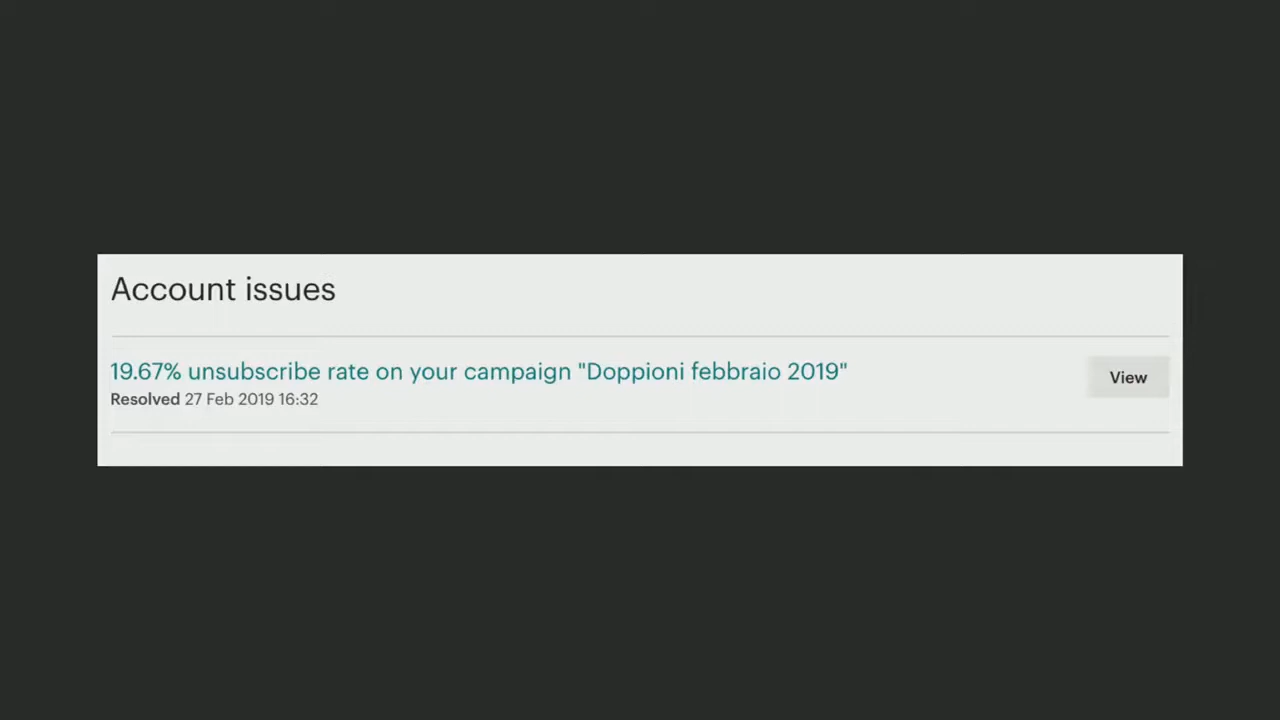 Account issues
19.67% unsubscribe rate on your campaign "Doppioni febbraio 2019"
View
Resolved 27 Feb 2019 16:32